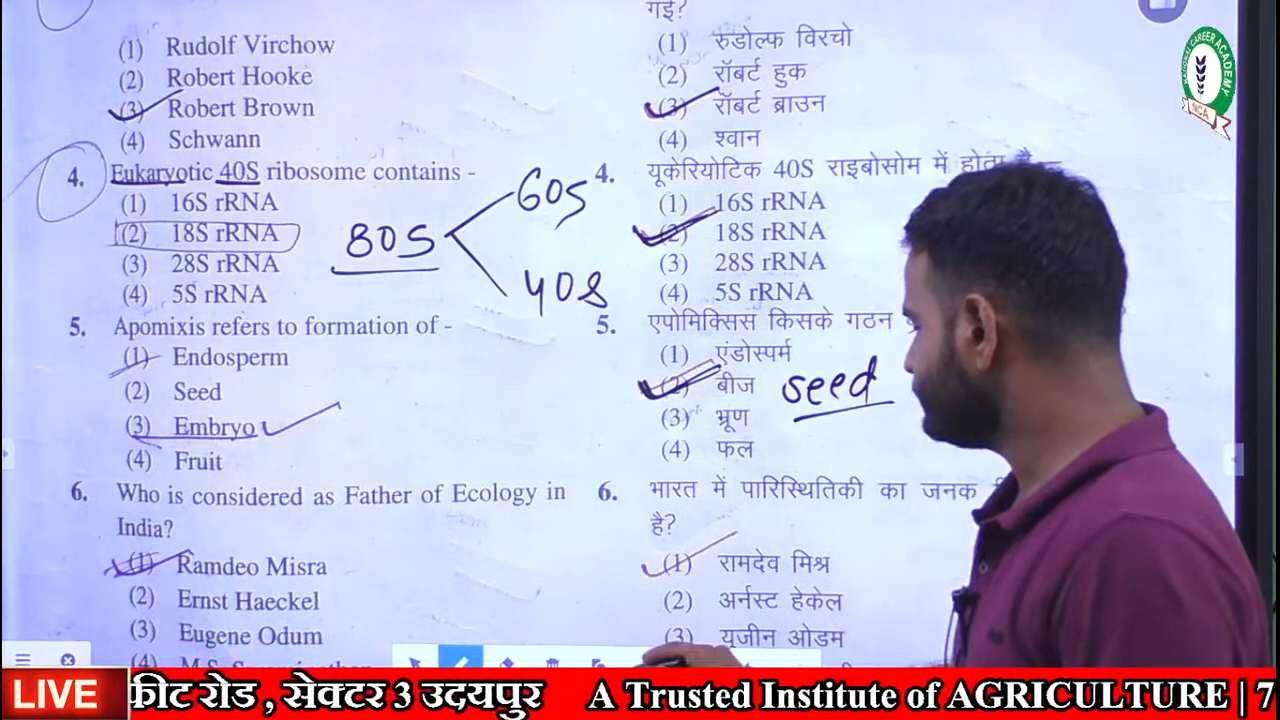 (1) Rudolf Virchow
(2) Robert Hooke
(3) Robert Brown
(4) Schwann
4. Eukaryotic 40S ribosome contains -
(1) 16S rRNA
(2) 18S rRNA
(3) 28S rRNA
(4) 5S rRNA
80S
60S
40S
5. Apomixis refers to formation of -
(1) Endosperm
(2) Seed
(3) Embryo
(4) Fruit
6. Who is considered as Father of Ecology in
India?
(1) Ramdeo Misra
(2) Ernst Haeckel
(3) Eugene Odum
(4) M.S.
गई?
(1) रुडोल्फ विरचो
(2) रॉबर्ट हुक
(3) रॉबर्ट ब्राउन
(4) श्वान
4. यूकेरियोटिक 40S राइबोसोम में होता
(1) 16S rRNA
(2) 18S rRNA
(3) 28S rRNA
(4) 5S rRNA
5. एपोमिक्सिस किसके गठन
(1) एंडोस्पर्म
(2) बीज
seed
(3) भ्रूण
(4) फल
6. भारत में पारिस्थितिकी का जनक
है?
(1) रामदेव मिश्र
(2) अर्नस्ट हेकेल
(3) यूजीन ओडम
NATIONAL CAREER ACADEMY
NCA
LIVE फीट रोड , सेक्टर 3 उदयपुर A Trusted Institute of AGRICULTURE | 7